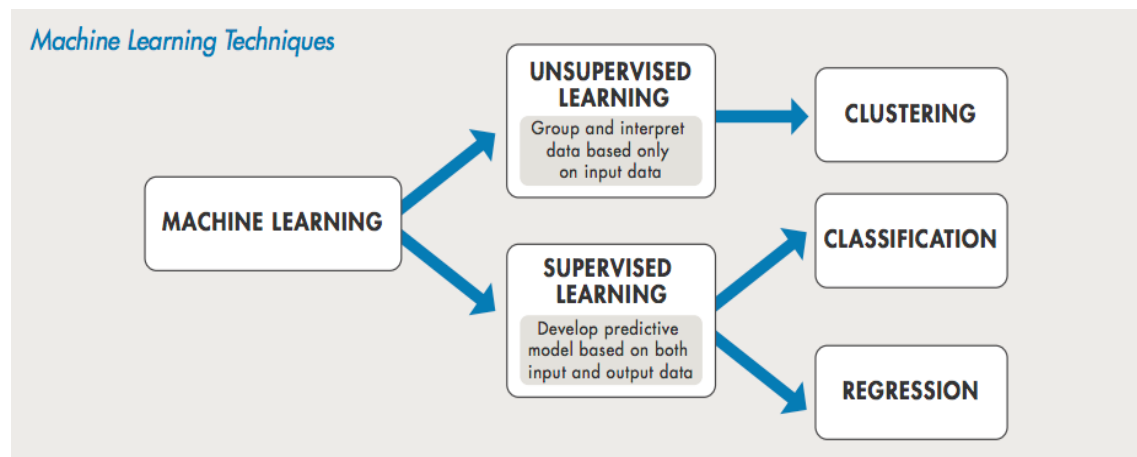 Machine Learning Techniques
MACHINE LEARNING
UNSUPERVISED
LEARNING
Group and interpret
data based only
on input data
SUPERVISED
LEARNING
Develop predictive
model based on both
input and output data
CLUSTERING
CLASSIFICATION
REGRESSION